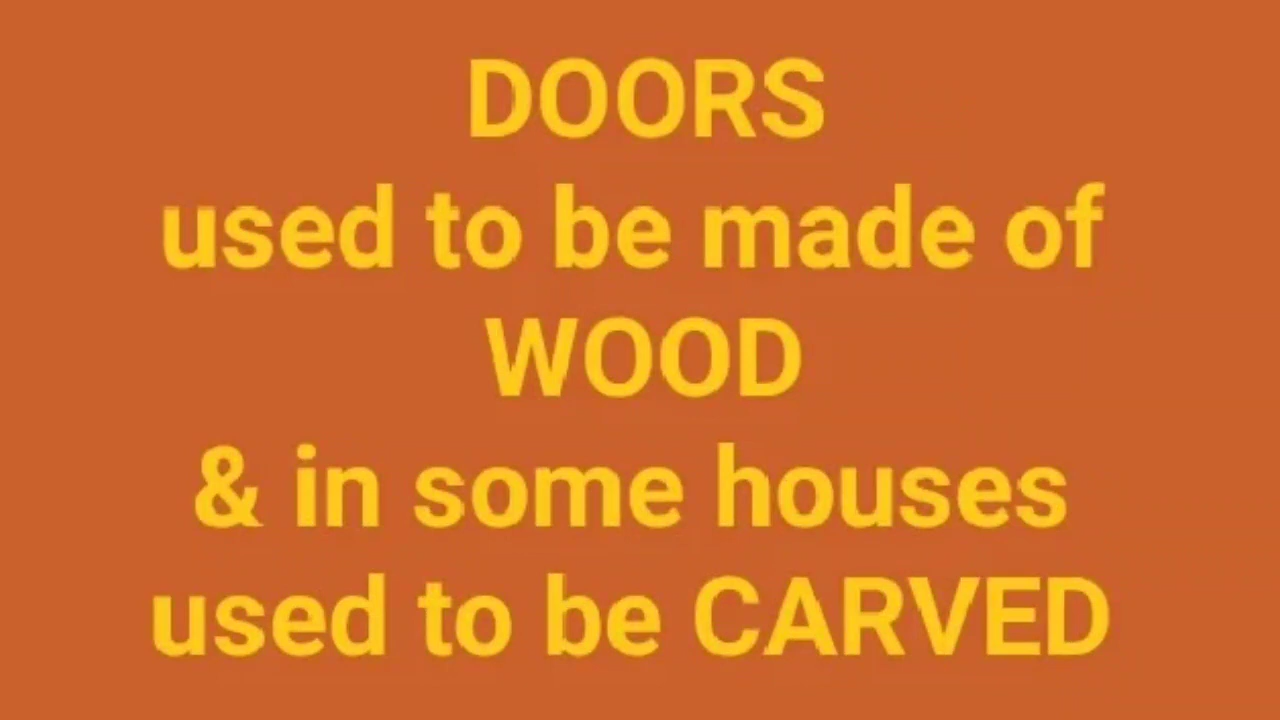 DOORS
used to be made of
WOOD
& in some houses
used to be CARVED